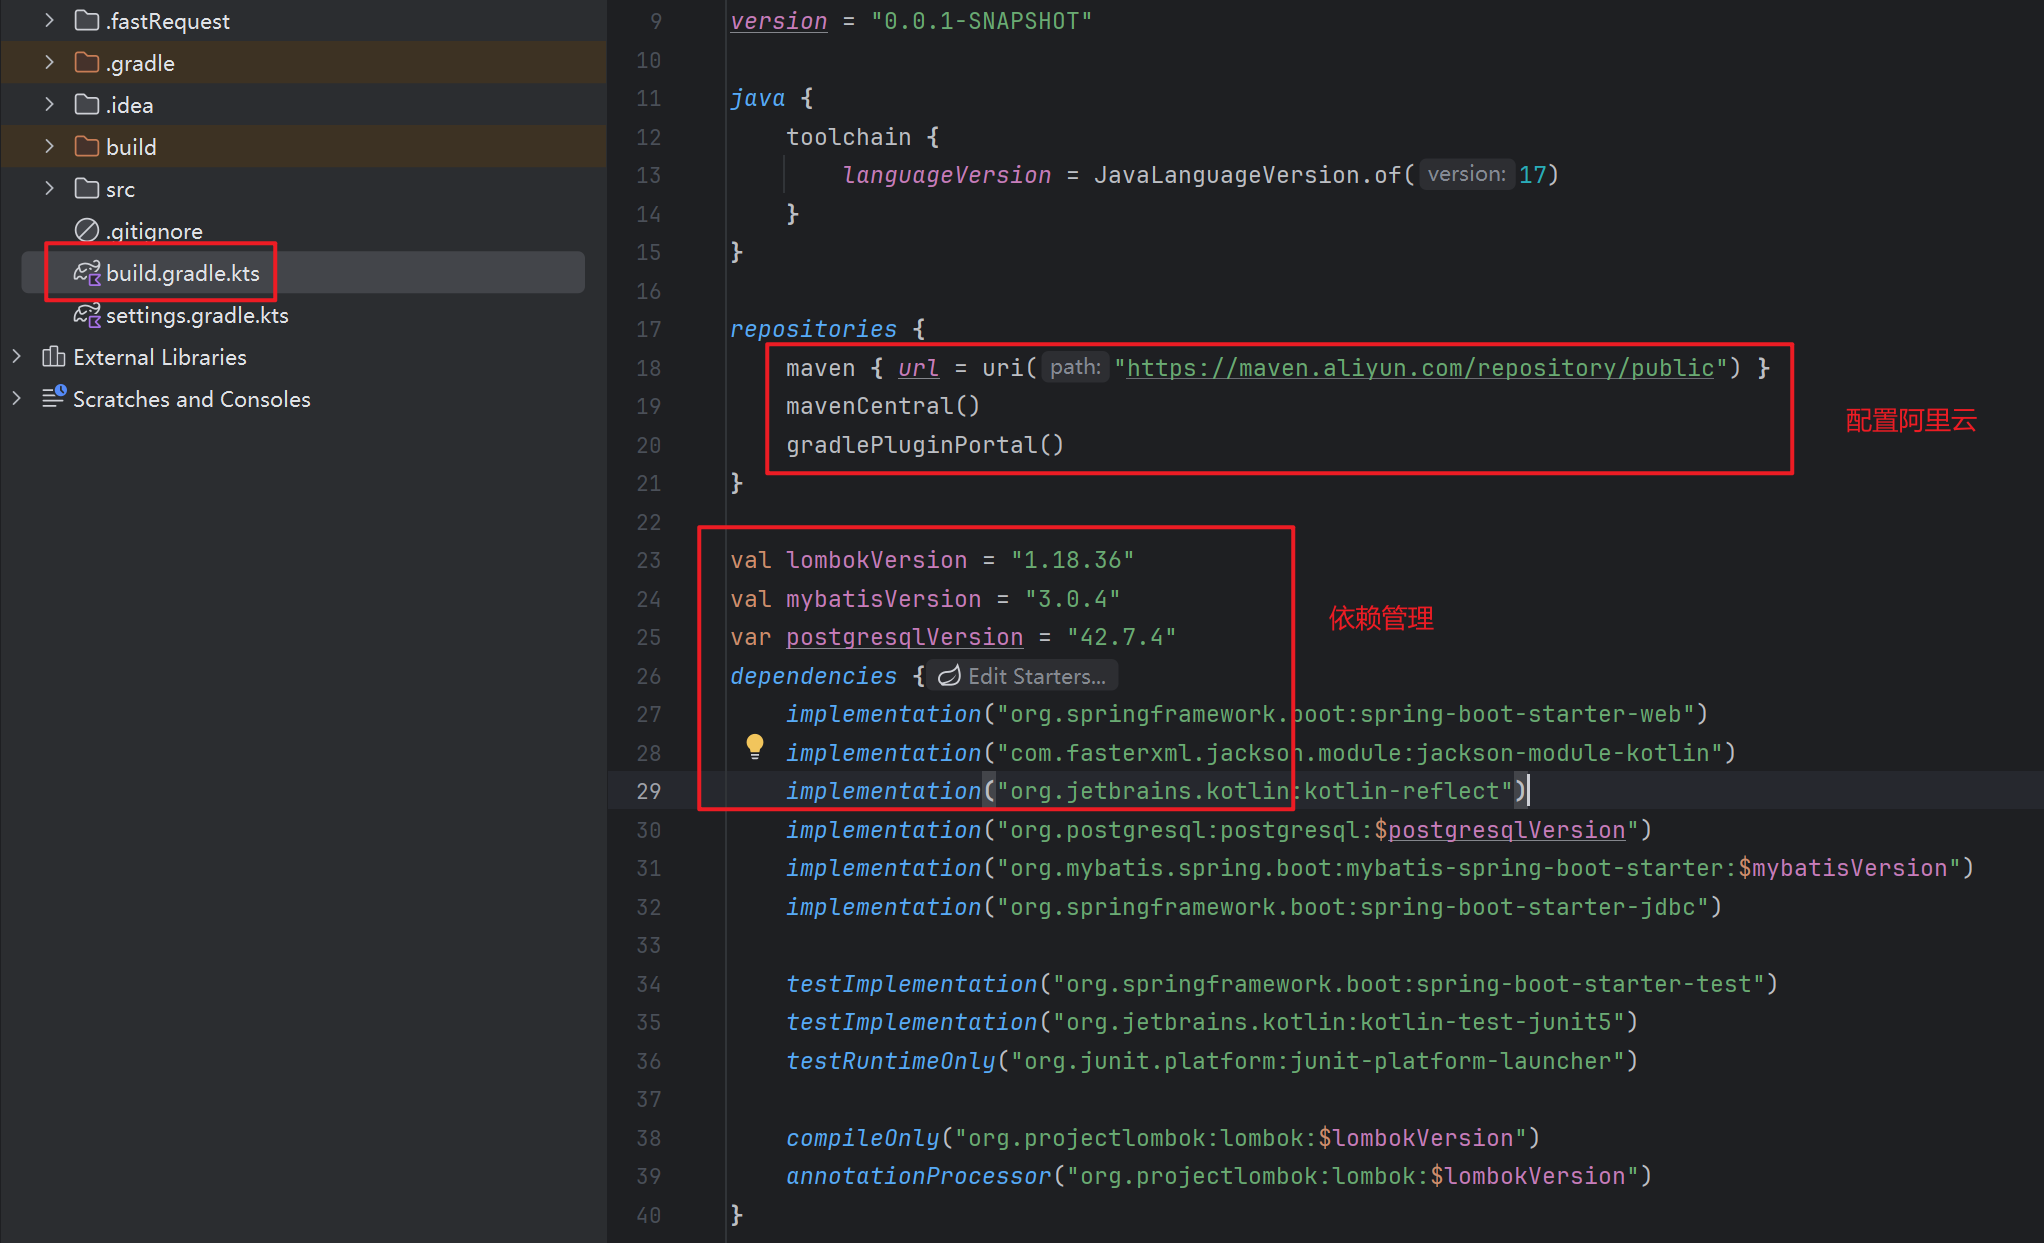 .fastRequest
.gradle
.idea
build
src
.gitignore
build.gradle.kts
settings.gradle.kts
External Libraries
Scratches and Consoles
9 version = "0.0.1-SNAPSHOT"
10
11 java {
12 toolchain {
13 languageVersion = JavaLanguageVersion.of( version: 17)
14 }
15 }
16
17 repositories {
18 maven { url = uri( path: "https://maven.aliyun.com/repository/public") }
19 mavenCentral()
20 gradlePluginPortal()
21 }
配置阿里云
22
23 val lombokVersion = "1.18.36"
24 val mybatisVersion = "3.0.4"
25 var postgresqlVersion = "42.7.4"
依赖管理
26 dependencies { Edit Starters...
27 implementation("org.springframework.boot:spring-boot-starter-web")
28 implementation("com.fasterxml.jackson.module:jackson-module-kotlin")
29 implementation("org.jetbrains.kotlin:kotlin-reflect")
30 implementation("org.postgresql:postgresql:$postgresqlVersion")
31 implementation("org.mybatis.spring.boot:mybatis-spring-boot-starter:$mybatisVersion")
32 implementation("org.springframework.boot:spring-boot-starter-jdbc")
33
34 testImplementation("org.springframework.boot:spring-boot-starter-test")
35 testImplementation("org.jetbrains.kotlin:kotlin-test-junit5")
36 testRuntimeOnly("org.junit.platform:junit-platform-launcher")
37
38 compileOnly("org.projectlombok:lombok:$lombokVersion")
39 annotationProcessor("org.projectlombok:lombok:$lombokVersion")
40 }